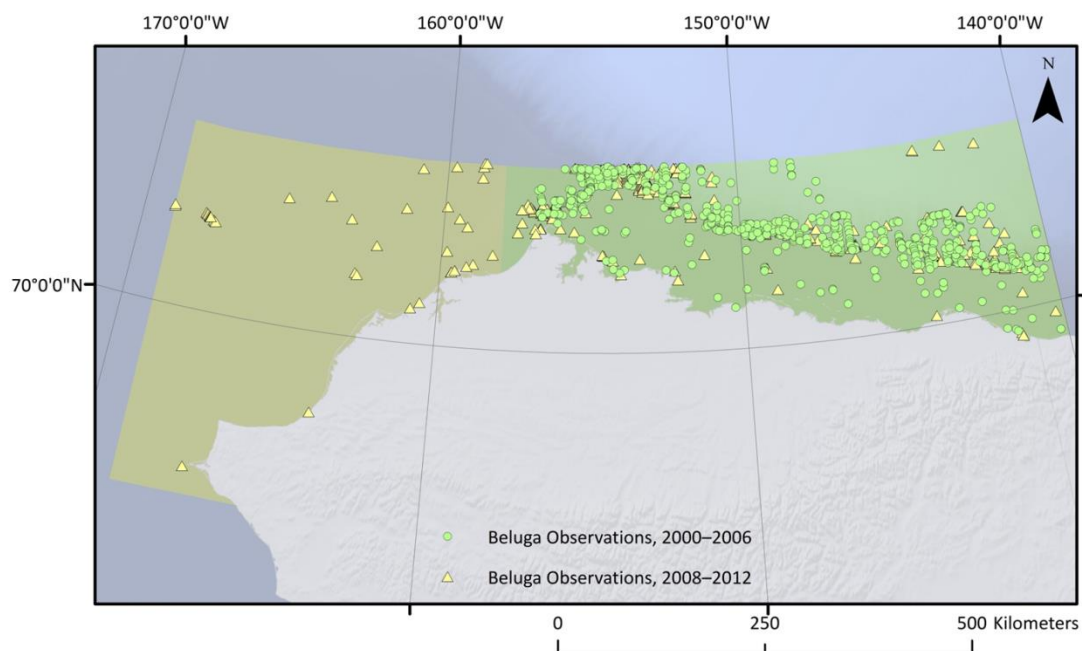 170°0'0"W 160°0'0"W 150°0'0"W 140°0'0"W
N
70°0'0"N
Beluga Observations, 2000–2006
Beluga Observations, 2008–2012
0 250 500 Kilometers